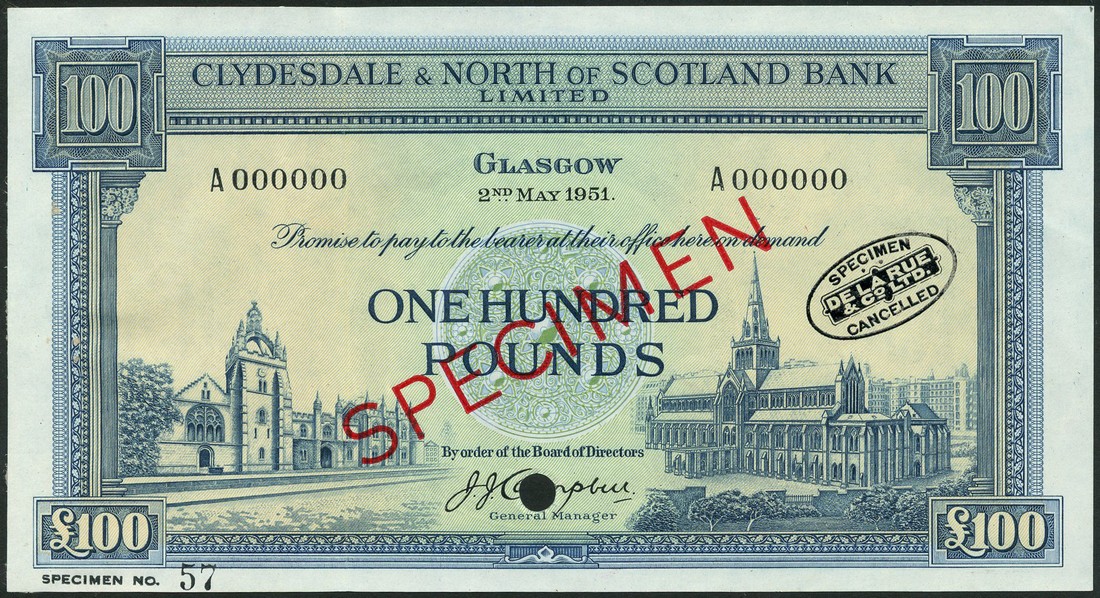 100
100
CLYDESDALE & NORTH OF SCOTLAND BANK
LIMITED
GLASGOW
2ND MAY 1951.
A 000000
A 000000
Promise to pay to the bearer at their office here on demand
ONE HUNDRED
POUNDS
SPECIMEN
SPECIMEN
DE LA RUE
& CO LTD.
CANCELLED
By order of the Board of Directors
J.J. Campbell.
General Manager
£100
£100
SPECIMEN NO. 57